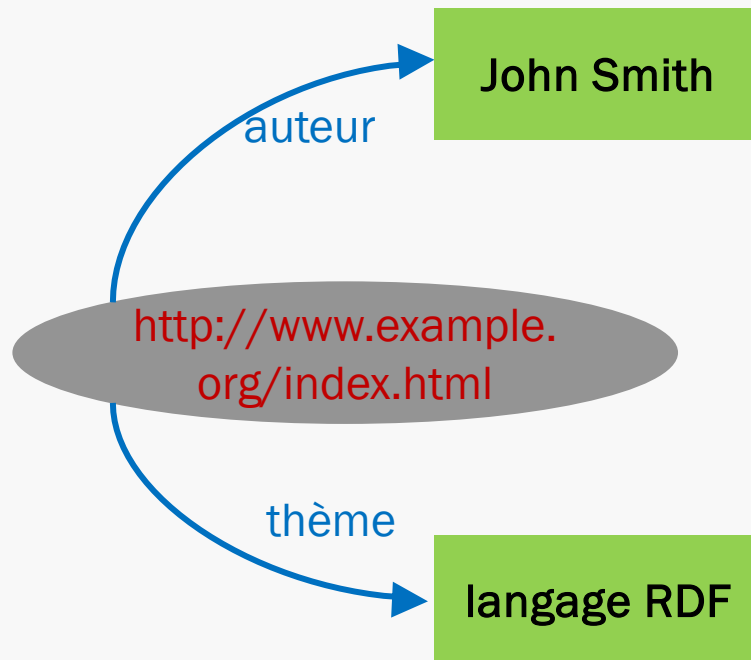 John Smith
auteur
http://www.example.
org/index.html
thème
langage RDF